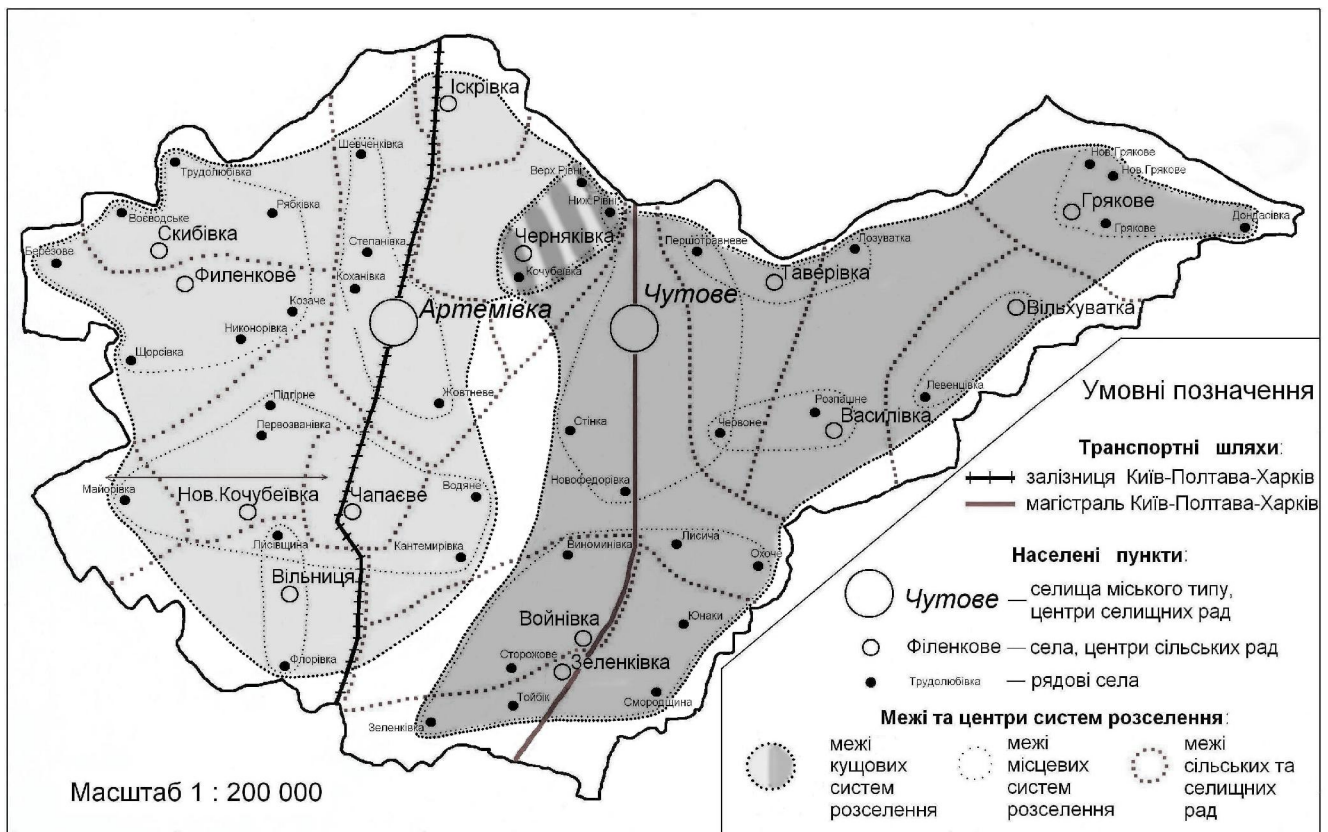 Іскрівка
Шевченківка
Трудолюбівка
Верх.Рівні
Нов.Грякове
Нов.Грякове
Воєводське
Рябківка
Ниж.Рівні
Грякове
Грякове
Дондасівка
Скибівка
Степанівка
Черняківка
Першотравневе
Лозуватка
Березове
Филенкове
Коханівка
Кочубеївка
Таверівка
Козаче
Артемівка
Чутове
Вільхуватка
Никонорівка
Щорсівка
Підгірне
Жовтневе
Левенцівка
Первозванівка
Стінка
Червоне
Розпашне
Василівка
Майорівка
Нов.Кочубеївка
Чапаєве
Водяне
Новофедорівка
Лисівщина
Кантемирівка
Виноминівка
Лисича
Охоче
Вільниця
Войнівка
Юнаки
Флорівка
Сторожове
Зеленківка
Тойбік
Смородщина
Зеленківка
Масштаб 1 : 200 000
Умовні позначення
Транспортні шляхи:
залізниця Київ-Полтава-Харків
магістраль Київ-Полтава-Харків
Населені пункти:
Чутове — селища міського типу,
центри селищних рад
Філенкове — села, центри сільських рад
Трудолюбівка — рядові села
Межі та центри систем розселення:
межі
кущових
систем
розселення
межі
місцевих
систем
розселення
межі
сільських та
селищних
рад